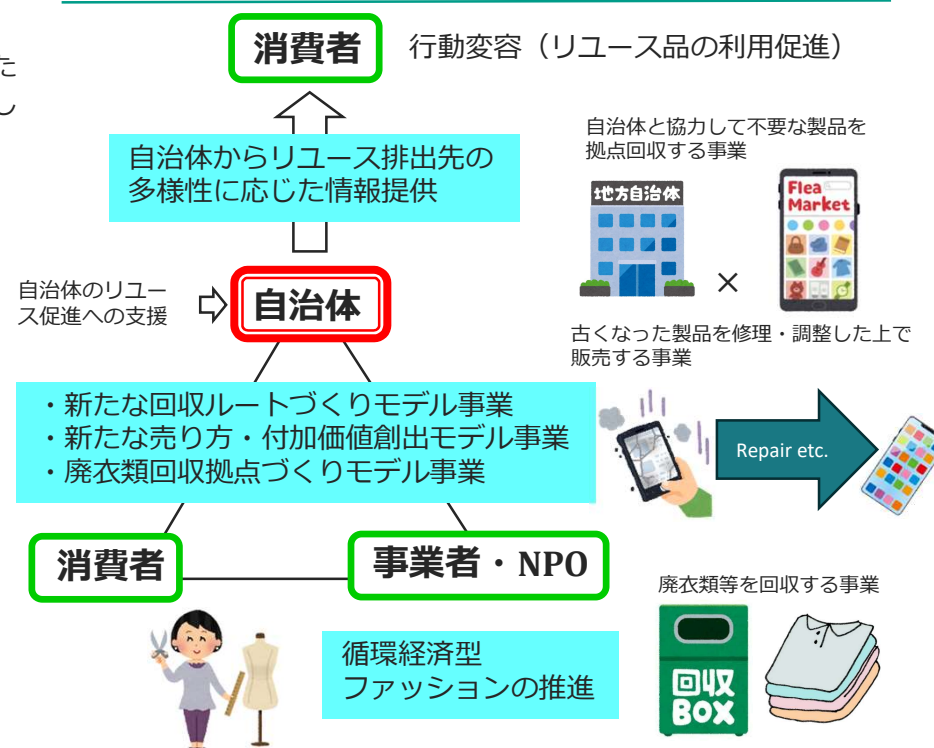 た
し
消費者
行動変容（リユース品の利用促進）
自治体からリユース排出先の
多様性に応じた情報提供
自治体と協力して不要な製品を
拠点回収する事業
地方自治体
×
Flea
Market
自治体のリユー
ス促進への支援
自治体
古くなった製品を修理・調整した上で
販売する事業
・新たな回収ルートづくりモデル事業
・新たな売り方・付加価値創出モデル事業
・廃衣類回収拠点づくりモデル事業
Repair etc.
消費者
事業者・NPO
循環経済型
ファッションの推進
廃衣類等を回収する事業
回収
BOX